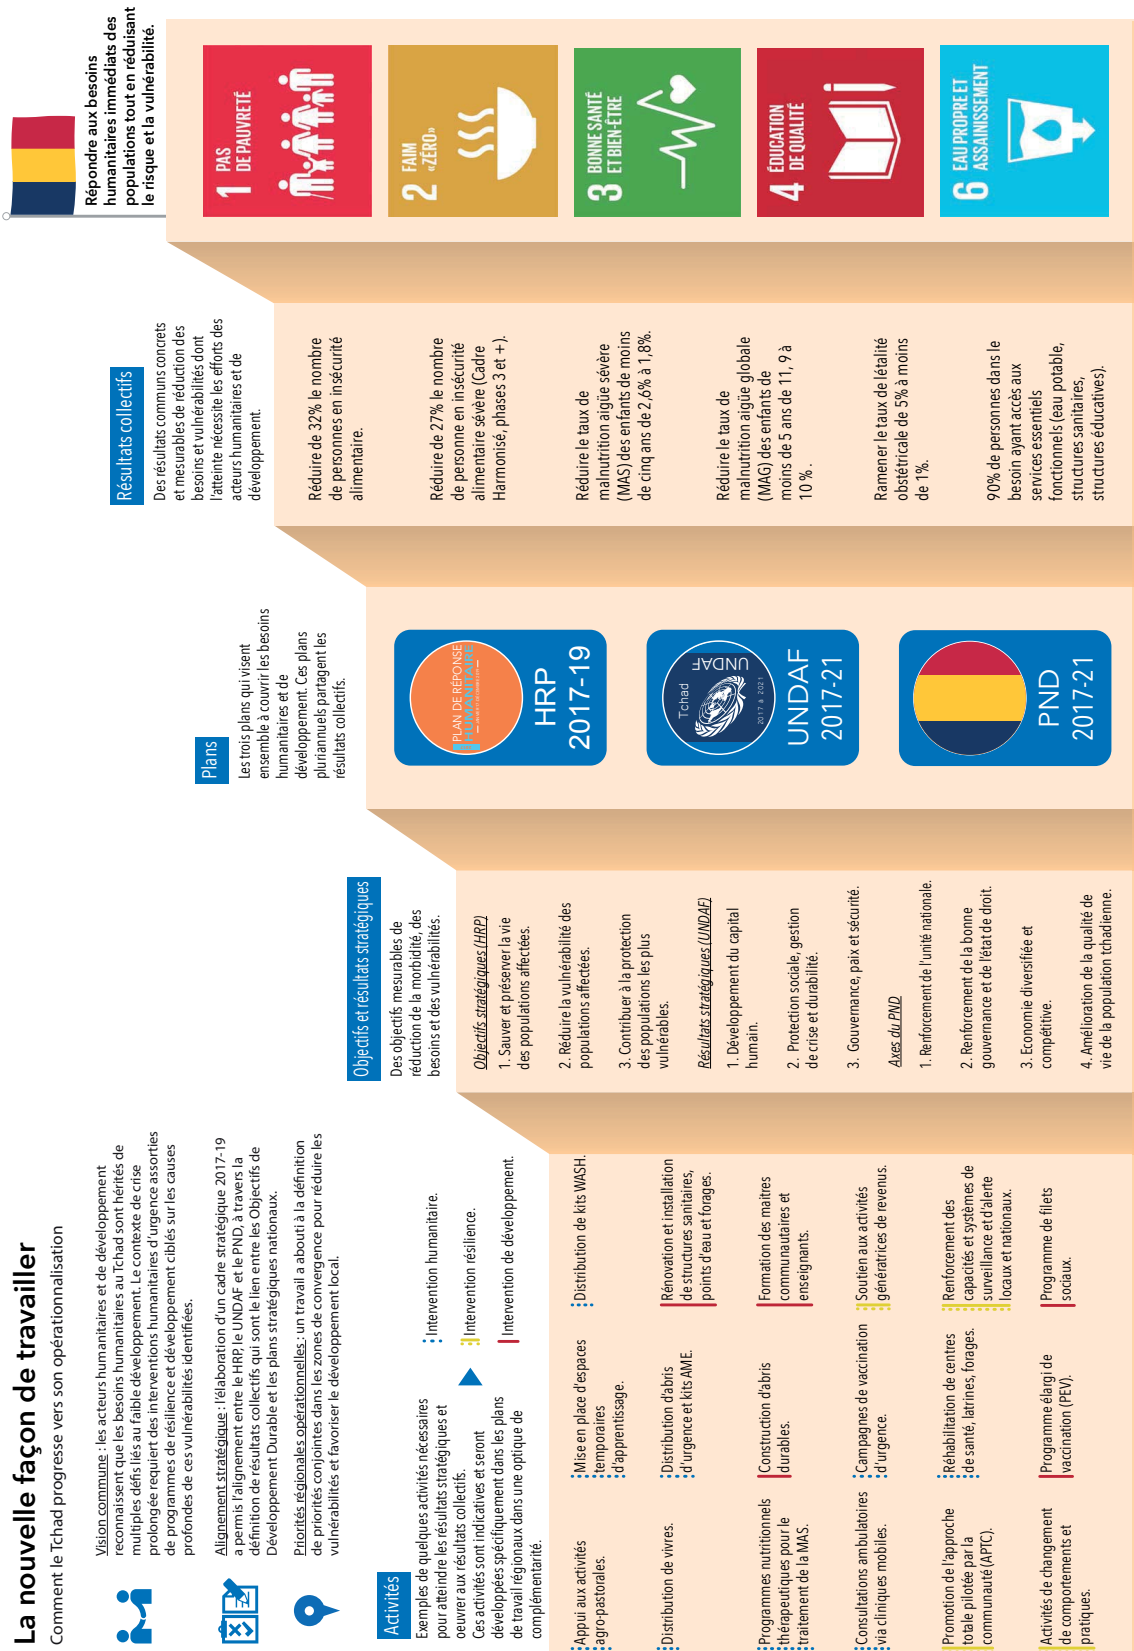 La nouvelle façon de travailler
Comment le Tchad progresse vers son opérationnalisation
Vision commune : les acteurs humanitaires et de développement
reconnaissent que les besoins humanitaires au Tchad sont hérités de
multiples défis liés au faible développement. Le contexte de crise
prolongée requiert des interventions humanitaires d'urgence assorties
de programmes de résilience et développement ciblés sur les causes
profondes de ces vulnérabilités identifiées.
Alignement stratégique : l'élaboration d'un cadre stratégique 2017-19
a permis l'alignement entre le HRP, le UNDAF et le PND, à travers la
définition de résultats collectifs qui sont le lien entre les Objectifs de
Développement Durable et les plans stratégiques nationaux.
Priorités régionales opérationnelles : un travail a abouti à la définition
de priorités conjointes dans les zones de convergence pour réduire les
vulnérabilités et favoriser le développement local.
Activités
Exemples de quelques activités nécessaires
pour atteindre les résultats stratégiques et
oeuvrer aux résultats collectifs.
Ces activités sont indicatives et seront
développées spécifiquement dans les plans
de travail régionaux dans une optique de
complémentarité.
Intervention humanitaire.
Intervention résilience.
Intervention de développement.
Appui aux activités
agro-pastorales.
Distribution de vivres.
Programmes nutritionnels
thérapeutiques pour le
traitement de la MAS.
Consultations ambulatoires
via cliniques mobiles.
Promotion de l'approche
totale pilotée par la
communauté (APTC).
Activités de changement
de comportements et
pratiques.
Mise en place d'espaces
temporaires
d'apprentissage.
Distribution d'abris
d'urgence et kits AME.
Construction d'abris
durables.
Campagnes de vaccination
d'urgence.
Réhabilitation de centres
de santé, latrines, forages.
Programme élargi de
vaccination (PEV).
Distribution de kits WASH.
Rénovation et installation
de structures sanitaires,
points d'eau et forages.
Formation des maitres
communautaires et
enseignants.
Soutien aux activités
génératrices de revenus.
Renforcement des
capacités et systèmes de
surveillance et d'alerte
locaux et nationaux.
Programme de filets
sociaux.
Objectifs et résultats stratégiques
Des objectifs mesurables de
réduction de la morbidité, des
besoins et des vulnérabilités.
Objectifs stratégiques (HRP)
1. Sauver et préserver la vie
des populations affectées.
2. Réduire la vulnérabilité des
populations affectées.
3. Contribuer à la protection
des populations les plus
vulnérables.
Résultats stratégiques (UNDAF)
1. Développement du capital
humain.
2. Protection sociale, gestion
de crise et durabilité.
3. Gouvernance, paix et sécurité.
Axes du PND
1. Renforcement de l'unité nationale.
2. Renforcement de la bonne
gouvernance et de l'état de droit.
3. Economie diversifiée et
compétitive.
4. Amélioration de la qualité de
vie de la population tchadienne.
Plans
Les trois plans qui visent
ensemble à couvrir les besoins
humanitaires et de
développement. Ces plans
pluriannuels partagent les
résultats collectifs.
PLAN DE RÉPONSE
HUMANITAIRE
HRP
2017-19
Tchad
UNDAF
2017 à 2021
UNDAF
2017-21
PND
2017-21
Résultats collectifs
Des résultats communs concrets
et mesurables de réduction des
besoins et vulnérabilités dont
l'atteinte nécessite les efforts des
acteurs humanitaires et de
développement.
Réduire de 32% le nombre
de personnes en insécurité
alimentaire.
Réduire de 27% le nombre
de personne en insécurité
alimentaire sévère (Cadre
Harmonisé, phases 3 et +).
Réduire le taux de
malnutrition aigüe sévère
(MAS) des enfants de moins
de cinq ans de 2,6% à 1,8%.
Réduire le taux de
malnutrition aigüe globale
(MAG) des enfants de
moins de 5 ans de 11, 9 à
10 %.
Ramener le taux de létalité
obstétricale de 5% à moins
de 1%.
90% de personnes dans le
besoin ayant accès aux
services essentiels
fonctionnels (eau potable,
structures sanitaires,
structures éducatives).
Répondre aux besoins
humanitaires immédiats des
populations tout en réduisant
le risque et la vulnérabilité.
1 PAS
DE PAUVRETÉ
2 FAIM
«ZÉRO»
3 BONNE SANTÉ
ET BIEN-ÊTRE
4 ÉDUCATION
DE QUALITÉ
6 EAU PROPRE ET
ASSAINISSEMENT